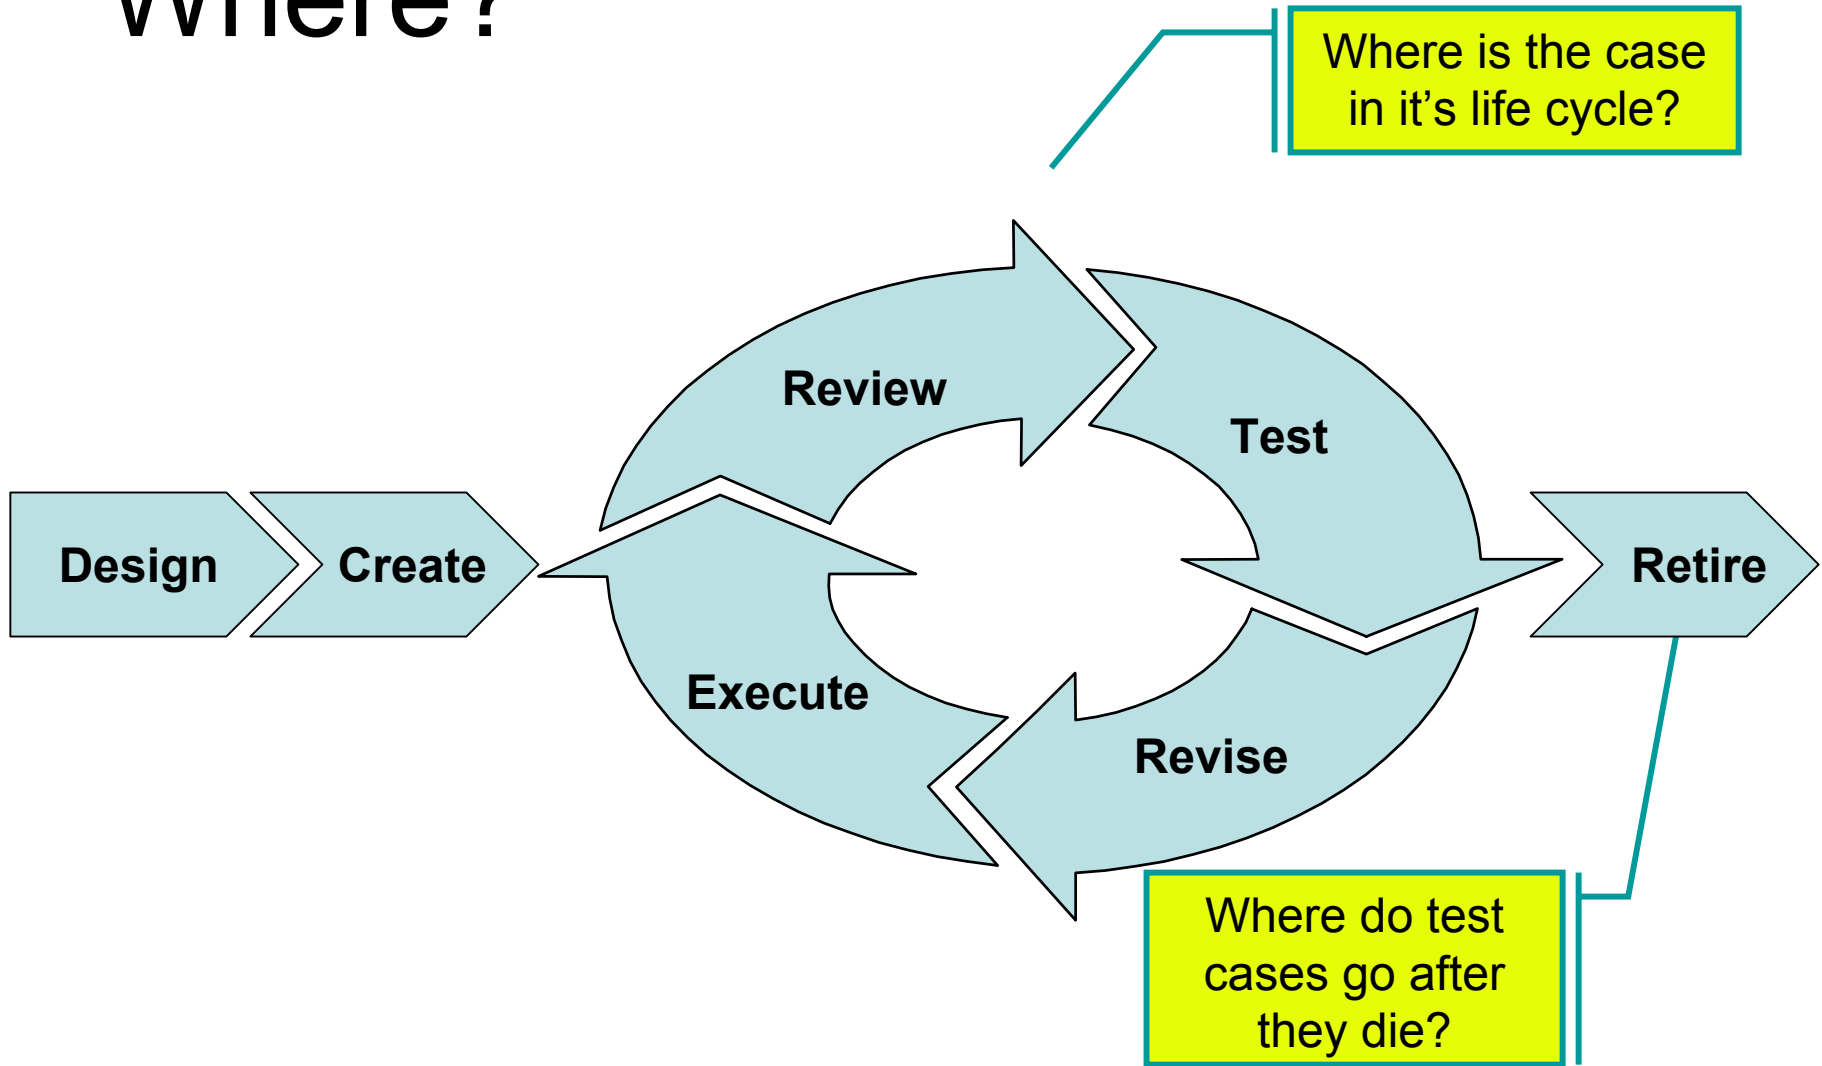 Where?
Where is the case
in it’s life cycle?
Review
Test
Design
Create
Retire
Execute
Revise
Where do test
cases go after
they die?